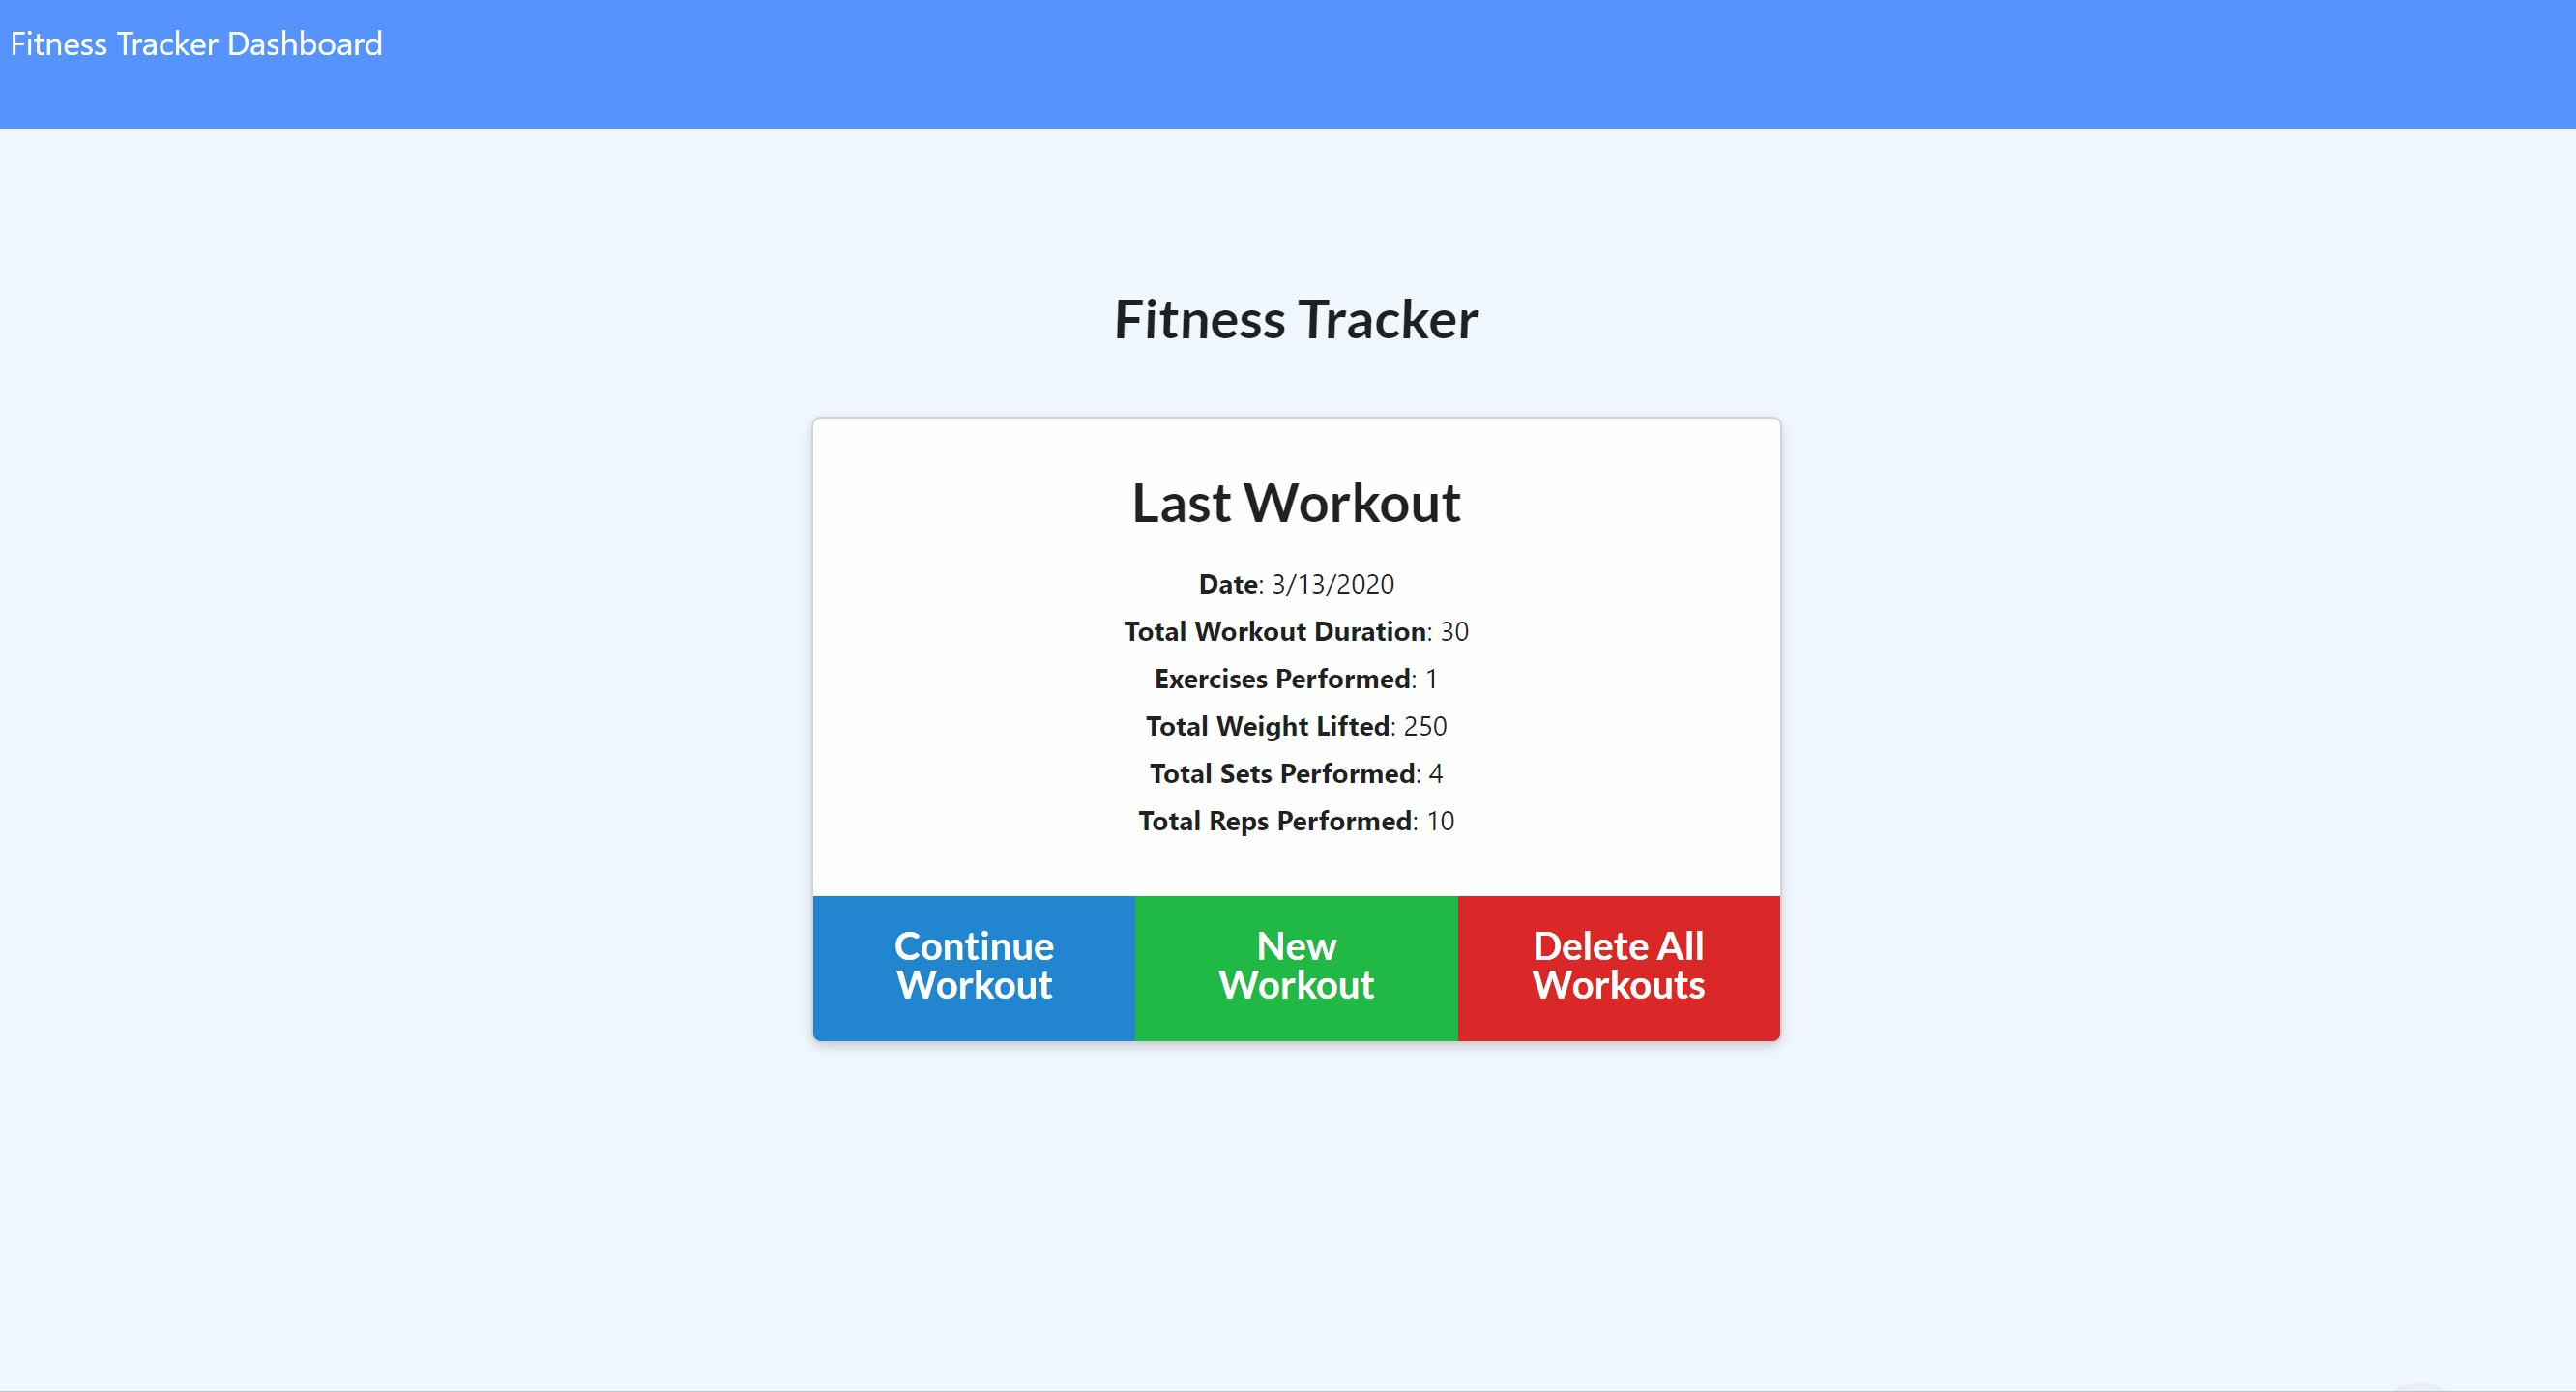 Fitness Tracker Dashboard
Fitness Tracker
Last Workout
Date: 3/13/2020
Total Workout Duration: 30
Exercises Performed: 1
Total Weight Lifted: 250
Total Sets Performed: 4
Total Reps Performed: 10
Continue
Workout
New
Workout
Delete All
Workouts